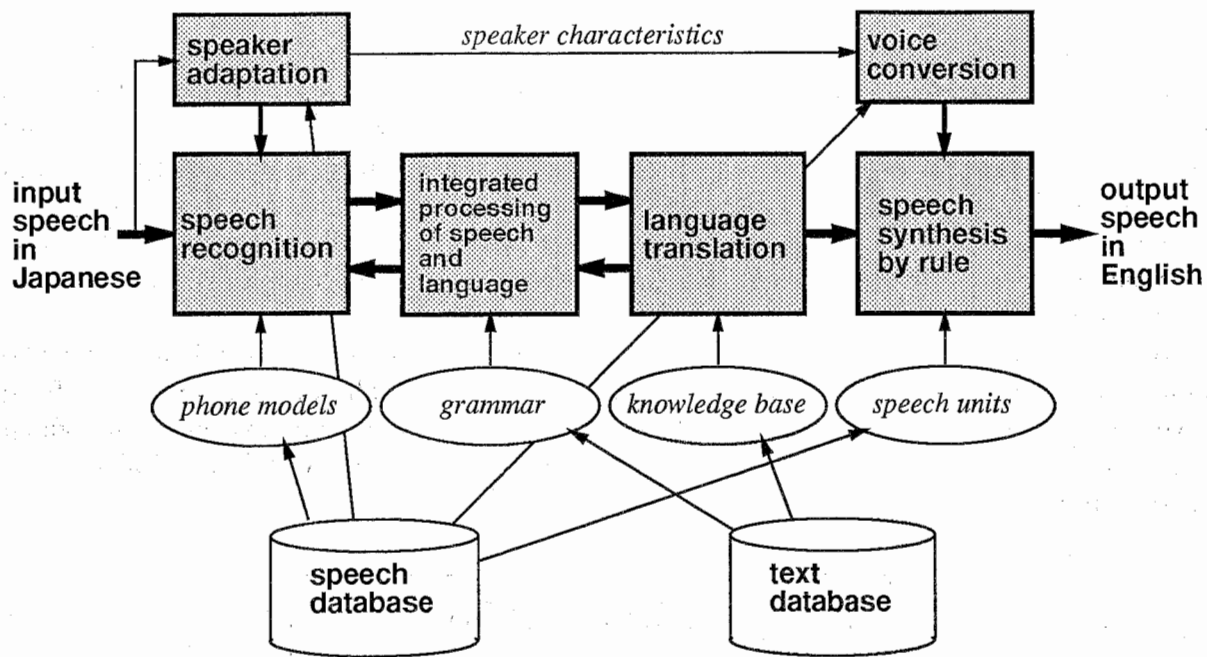 speaker
adaptation
speaker characteristics
voice
conversion
input
speech
in
Japanese
speech
recognition
integrated
processing
of speech
and
language
language
translation
speech
synthesis
by rule
output
speech
in
English
phone models
grammar
knowledge base
speech units
speech
database
text
database